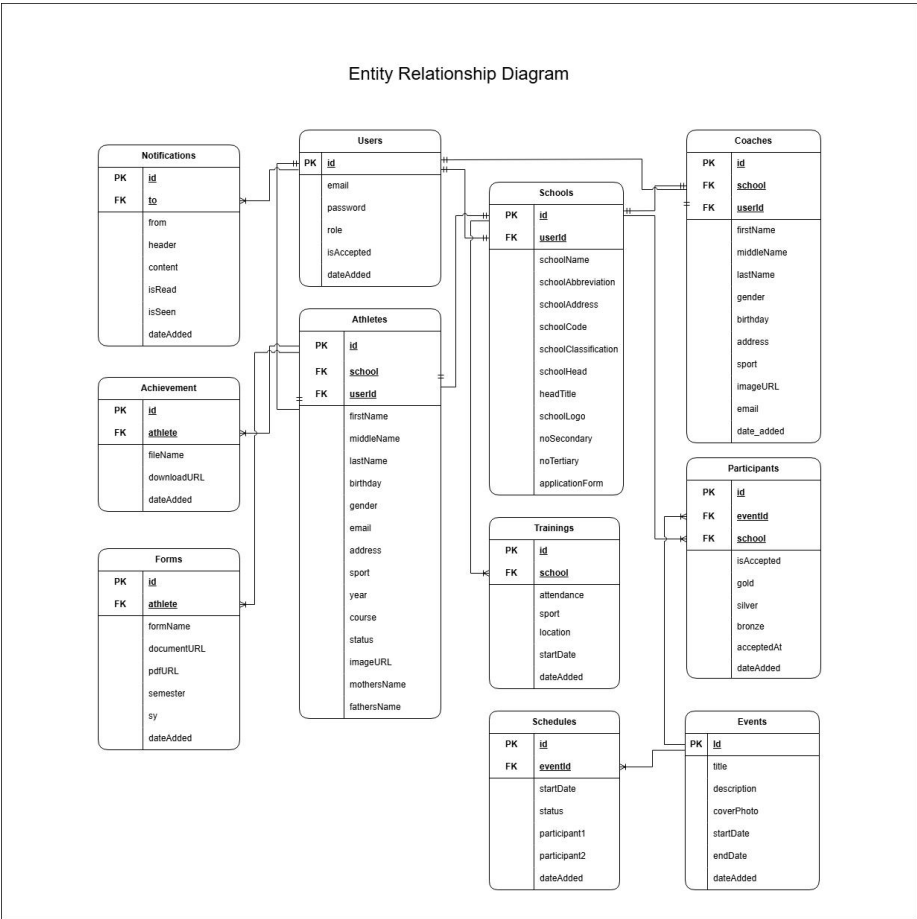 Entity Relationship Diagram
Notifications
PK id
FK to
from
header
content
isRead
isSeen
dateAdded
Users
PK id
email
password
role
isAccepted
dateAdded
Coaches
PK id
FK school
FK userId
firstName
middleName
lastName
gender
birthday
address
sport
imageURL
email
date_added
Schools
PK id
FK userId
schoolName
schoolAbbreviation
schoolAddress
schoolCode
schoolClassification
schoolHead
headTitle
schoolLogo
noSecondary
noTertiary
applicationForm
Athletes
PK id
FK school
FK userId
firstName
middleName
lastName
birthday
gender
email
address
sport
year
course
status
imageURL
mothersName
fathersName
Achievement
PK id
FK athlete
fileName
downloadURL
dateAdded
Participants
PK id
FK eventId
FK school
isAccepted
gold
silver
bronze
acceptedAt
dateAdded
Trainings
PK id
FK school
attendance
sport
location
startDate
dateAdded
Forms
PK id
FK athlete
formName
documentURL
pdfURL
semester
sy
dateAdded
Schedules
PK id
FK eventId
startDate
status
participant1
participant2
dateAdded
Events
PK Id
title
description
coverPhoto
startDate
endDate
dateAdded